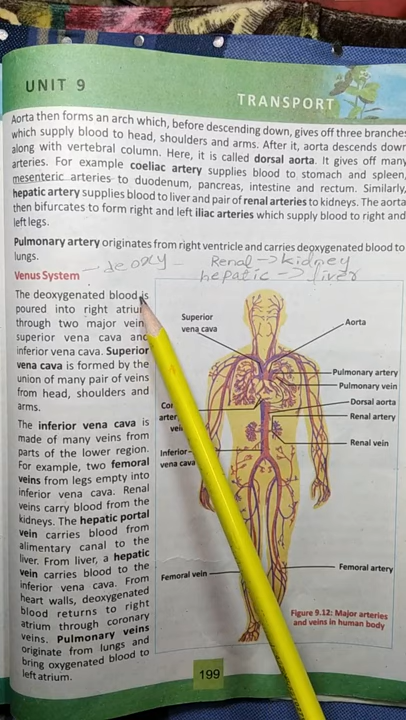 UNIT 9
TRANSPORT
Aorta then forms an arch which, before descending down, gives off three branche
which supply blood to head, shoulders and arms. After it, aorta descends down
along with vertebral column. Here, it is called dorsal aorta. It gives off many
arteries. For example coeliac artery supplies blood to stomach and spleen,
mesenteric arteries to duodenum, pancreas, intestine and rectum. Similarly,
hepatic artery supplies blood to liver and pair of renal arteries to kidneys. The aorta
then bifurcates to form right and left iliac arteries which supply blood to right and
left legs.
Pulmonary artery originates from right ventricle and carries deoxygenated blood to
lungs.
deoxy
Renal → kidney
hepatic → liver
Venus System
The deoxygenated blood is
poured into right atriu
through two major vein
superior vena cava and
inferior vena cava. Superior
vena cava is formed by the
union of many pair of veins
from head, shoulders and
arms.
The inferior vena cava is
made of many veins from
parts of the lower region.
For example, two femoral
veins from legs empty into
inferior vena cava. Renal
veins carry blood from the
kidneys. The hepatic portal
vein carries blood from
alimentary canal to the
liver. From liver, a hepatic
vein carries blood to the
inferior vena cava. From
heart walls, deoxygenated
blood returns to right
atrium through coronary
veins. Pulmonary veins
originate from lungs and
bring oxygenated blood to
left atrium.
Superior
vena cava
Aorta
Pulmonary artery
Pulmonary vein
Dorsal aorta
Cor
arter
vei
Renal artery
Renal vein
Inferior
vena cava
Femoral vein
Femoral artery
Figure 9.12: Major arteries
and veins in human body
199